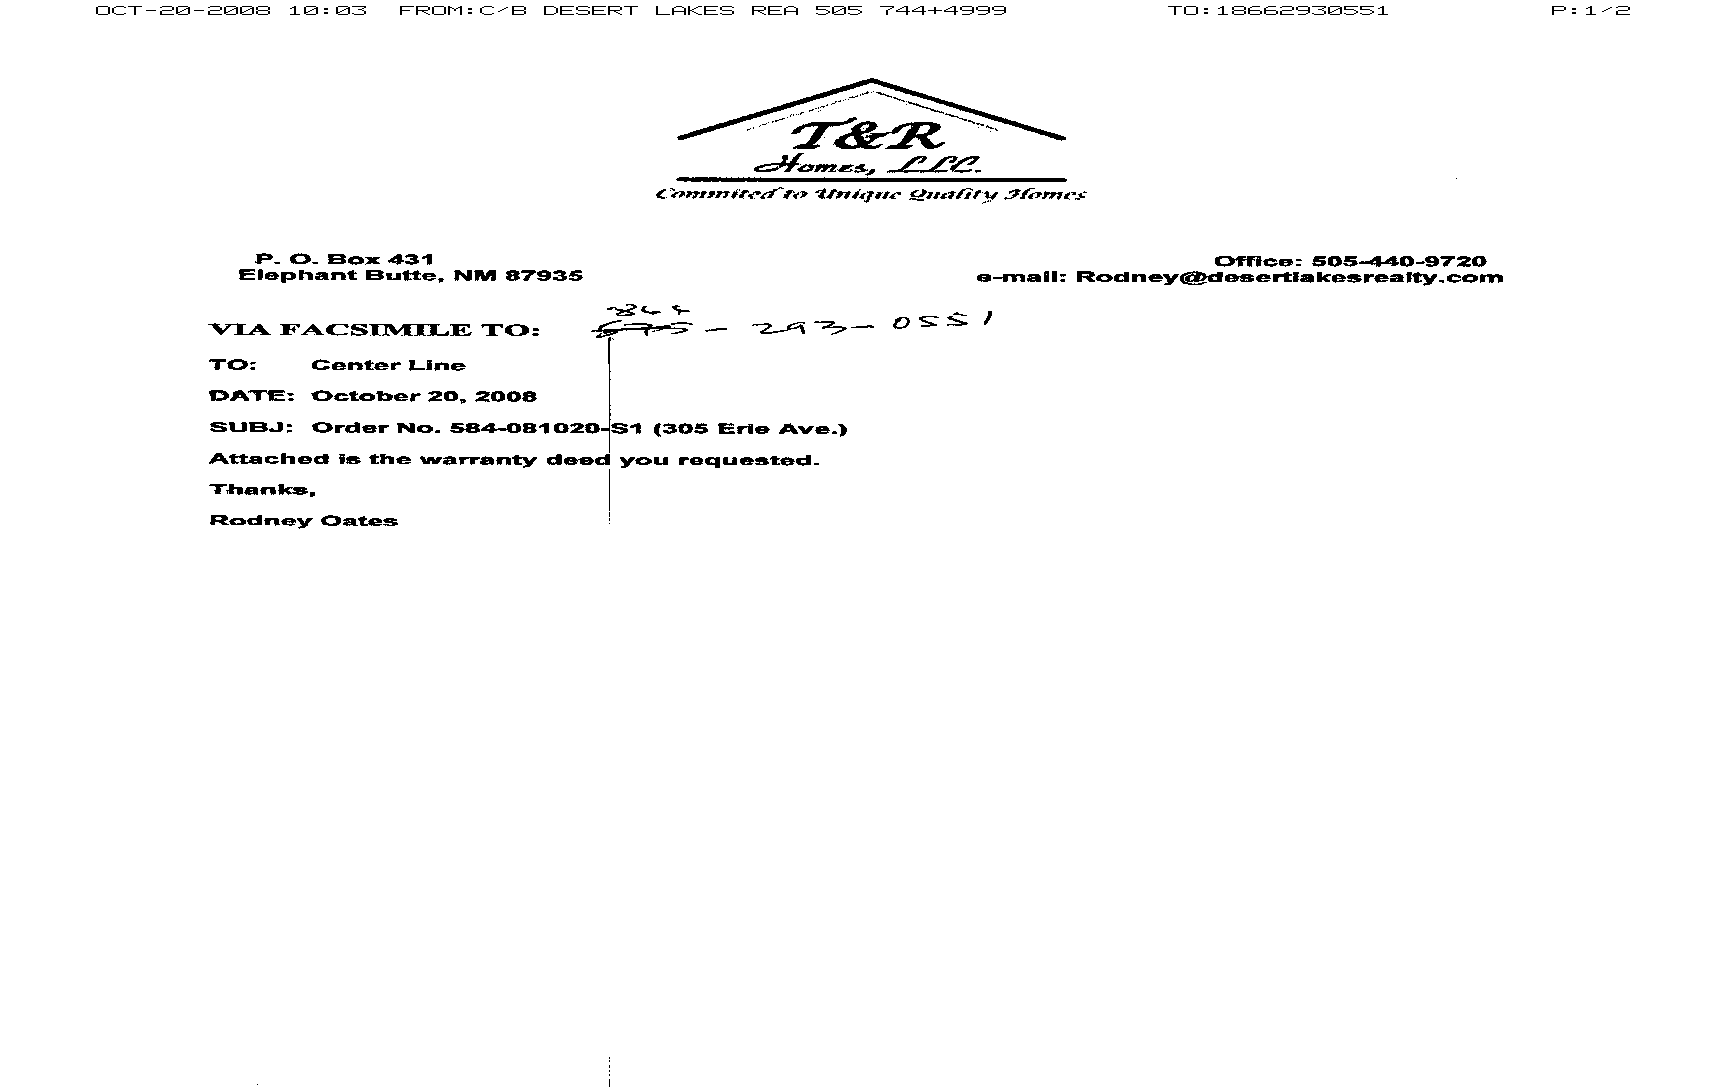 OCT-20-2008 10:03 FROM:C/B DESERT LAKES REA 505 744+4999 TO:18662930551 P:1/2
T&R
Homes, LLC.
Commited to Unique Quality Homes
P. O. Box 431 Office: 505-440-9720
Elephant Butte, NM 87935 e-mail: Rodney@desertlakesrealty.com
VIA FACSIMILE TO: - 293-0551
TO: Center Line
DATE: October 20, 2008
SUBJ: Order No. 584-081020-S1 (305 Erie Ave.)
Attached is the warranty deed you requested.
Thanks,
Rodney Oates